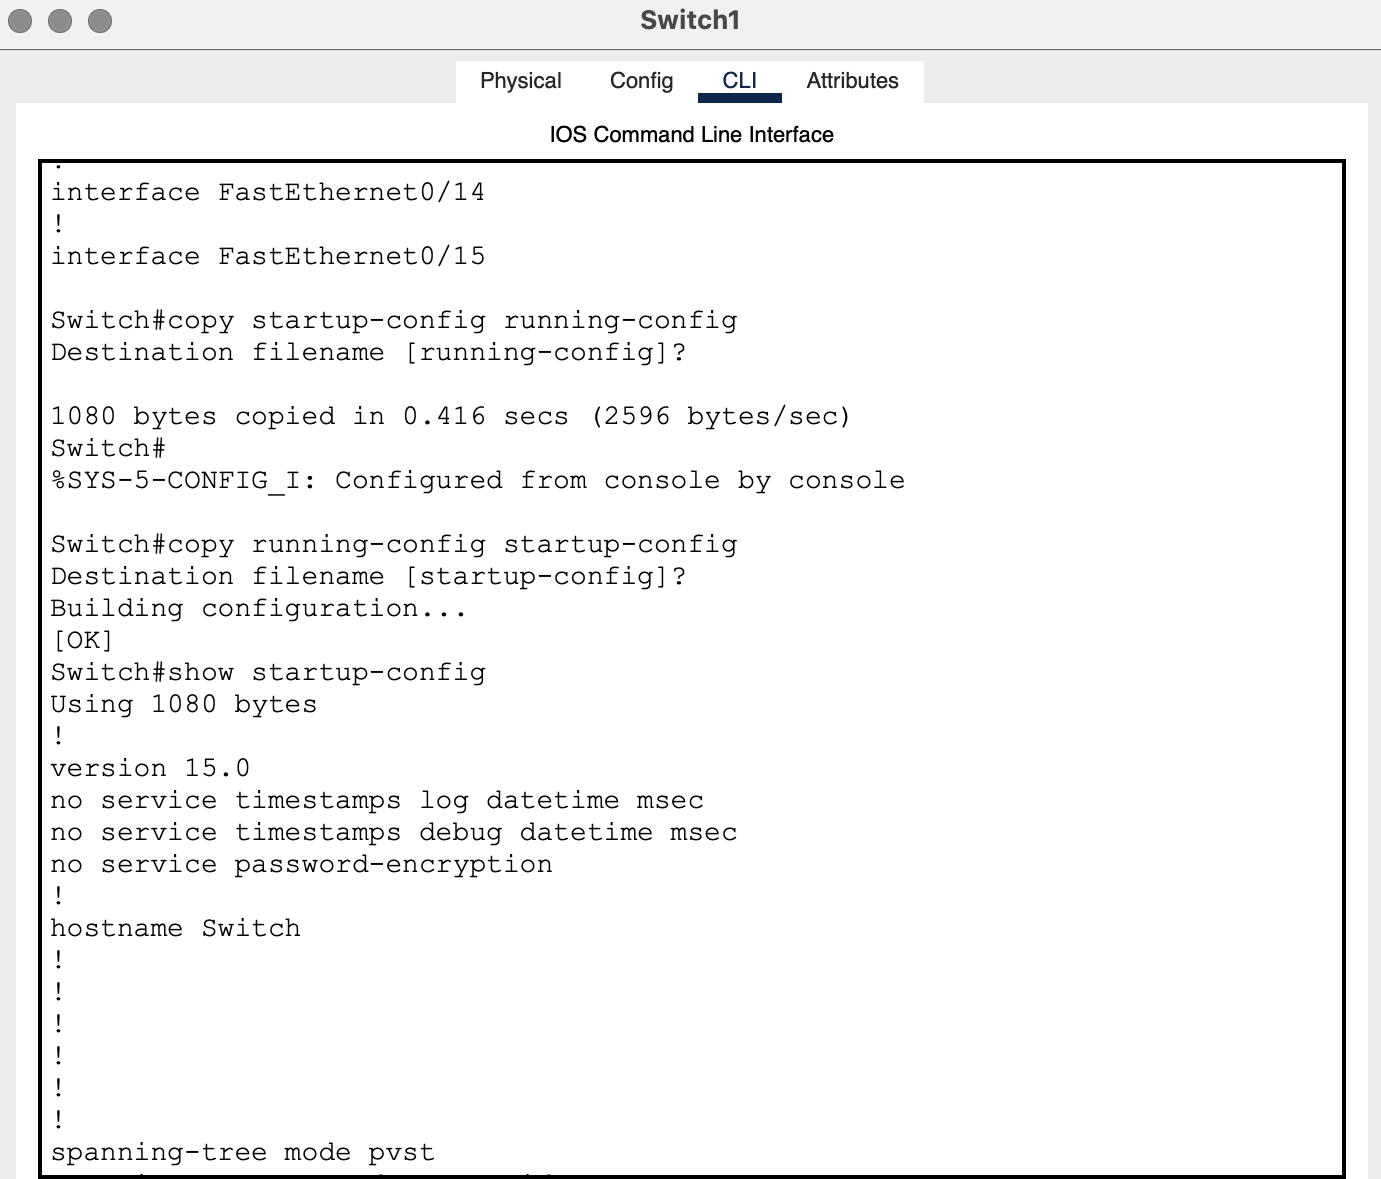 Switch1
Physical Config CLI Attributes
IOS Command Line Interface
!
interface FastEthernet0/14
!
interface FastEthernet0/15
Switch#copy startup-config running-config
Destination filename [running-config]?
1080 bytes copied in 0.416 secs (2596 bytes/sec)
Switch#
%SYS-5-CONFIG_I: Configured from console by console
Switch#copy running-config startup-config
Destination filename [startup-config]?
Building configuration...
[OK]
Switch#show startup-config
Using 1080 bytes
!
version 15.0
no service timestamps log datetime msec
no service timestamps debug datetime msec
no service password-encryption
!
hostname Switch
!
!
!
!
!
!
spanning-tree mode pvst